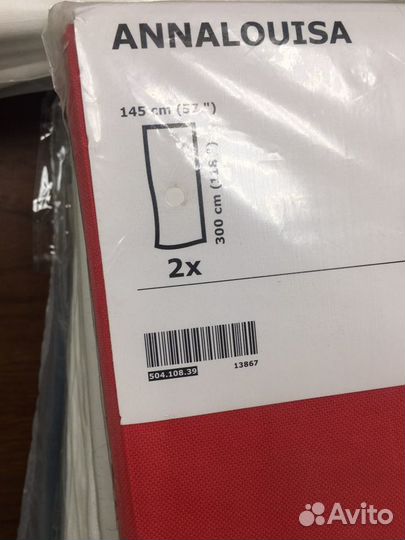 ANNALOUISA
145 cm (57 ")
300 cm (118 ")
2x
504.108.39
13867
Avito